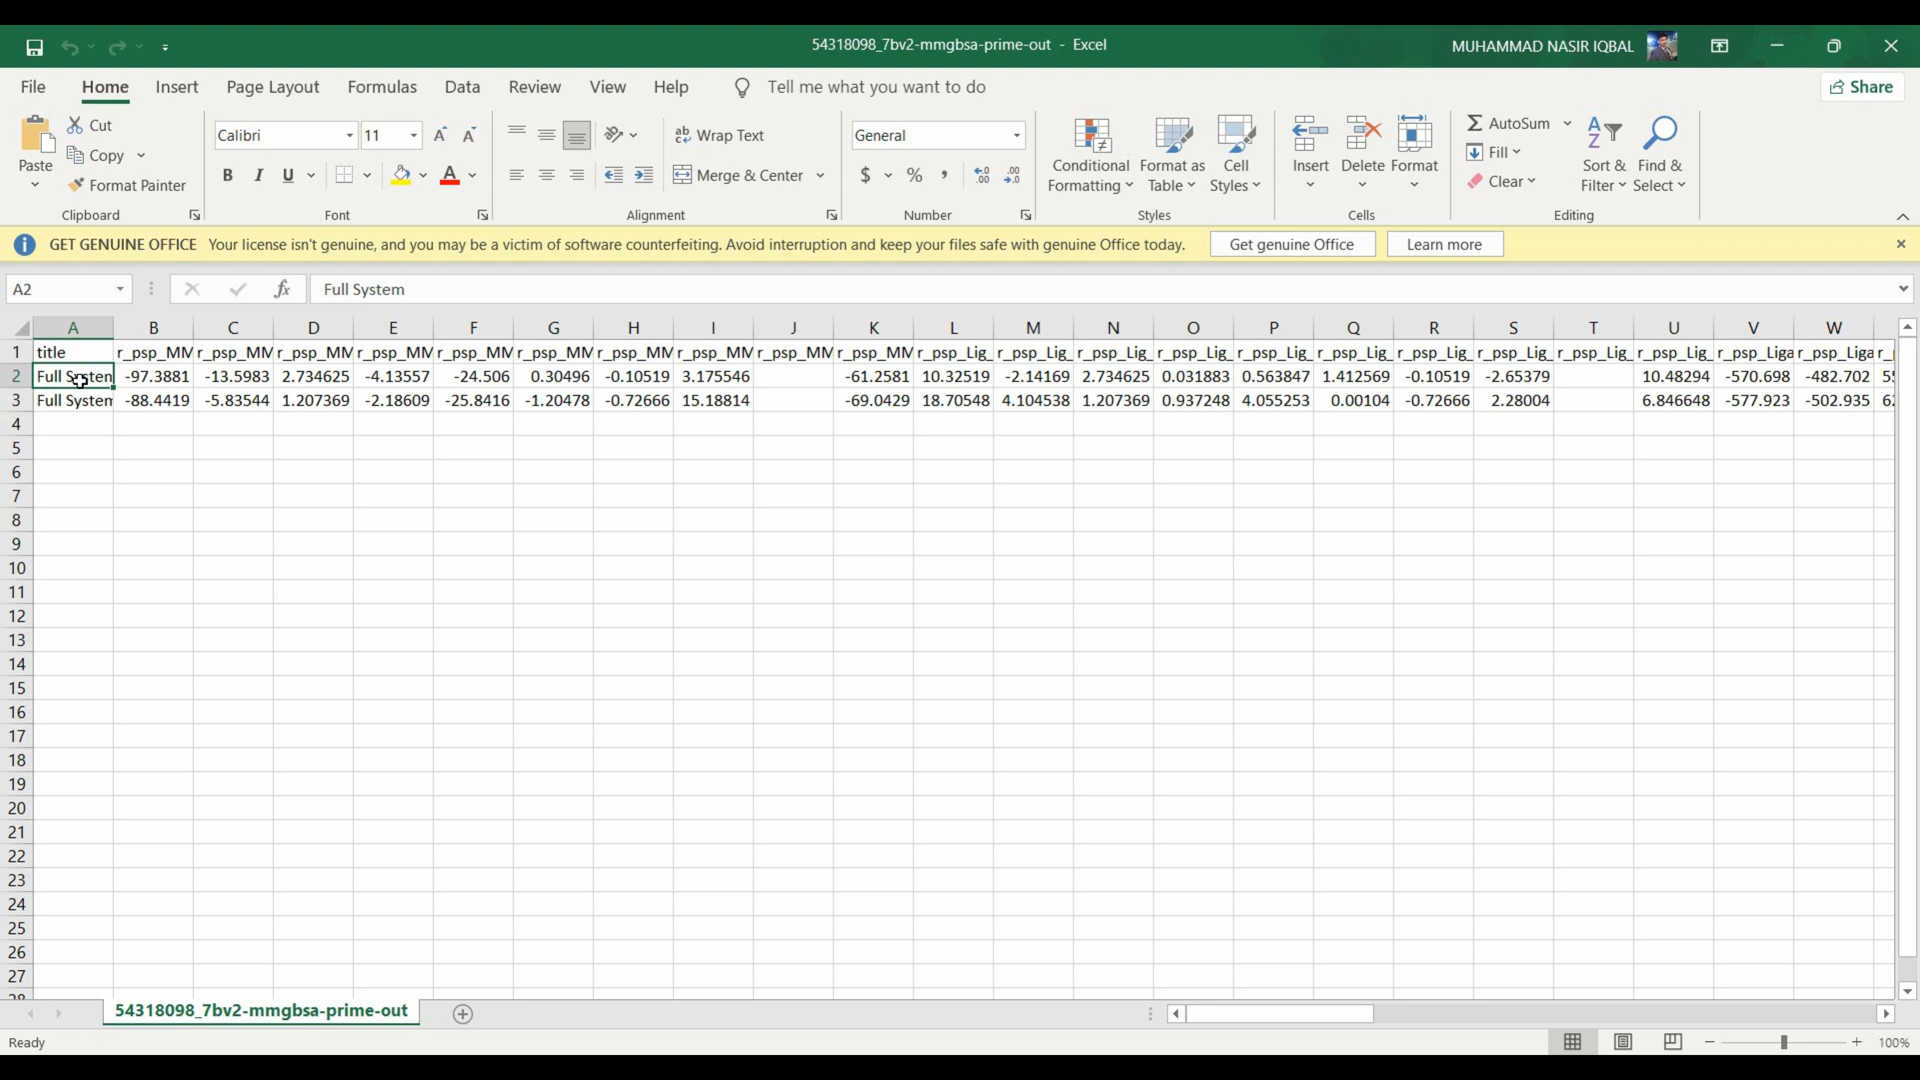 54318098_7bv2-mmgbsa-prime-out - Excel
MUHAMMAD NASIR IQBAL
File Home Insert Page Layout Formulas Data Review View Help Tell me what you want to do Share
Paste Cut Copy Format Painter
Clipboard
Calibri 11
B I U A
Font
Wrap Text
Merge & Center
Alignment
General
$ % ,
Number
Conditional Formatting Format as Table Cell Styles
Styles
Insert Delete Format
Cells
AutoSum Fill Clear
Sort & Filter Find & Select
Editing
GET GENUINE OFFICE Your license isn't genuine, and you may be a victim of software counterfeiting. Avoid interruption and keep your files safe with genuine Office today. Get genuine Office Learn more
A2 fx Full System
A B C D E F G H I J K L M N O P Q R S T U V W
1 title r_psp_MM r_psp_MM r_psp_MM r_psp_MM r_psp_MM r_psp_MM r_psp_MM r_psp_MM r_psp_MM r_psp_MM r_psp_Lig_ r_psp_Lig_ r_psp_Lig_ r_psp_Lig_ r_psp_Lig_ r_psp_Lig_ r_psp_Lig_ r_psp_Lig_ r_psp_Lig_ r_psp_Lig_ r_psp_Liga r_psp_Liga
2 Full System -97.3881 -13.5983 2.734625 -4.13557 -24.506 0.30496 -0.10519 3.175546 -61.2581 10.32519 -2.14169 2.734625 0.031883 0.563847 1.412569 -0.10519 -2.65379 10.48294 -570.698 -482.702
3 Full System -88.4419 -5.83544 1.207369 -2.18609 -25.8416 -1.20478 -0.72666 15.18814 -69.0429 18.70548 4.104538 1.207369 0.937248 4.055253 0.00104 -0.72666 2.28004 6.846648 -577.923 -502.935
4
5
6
7
8
9
10
11
12
13
14
15
16
17
18
19
20
21
22
23
24
25
26
27
54318098_7bv2-mmgbsa-prime-out
Ready 100%